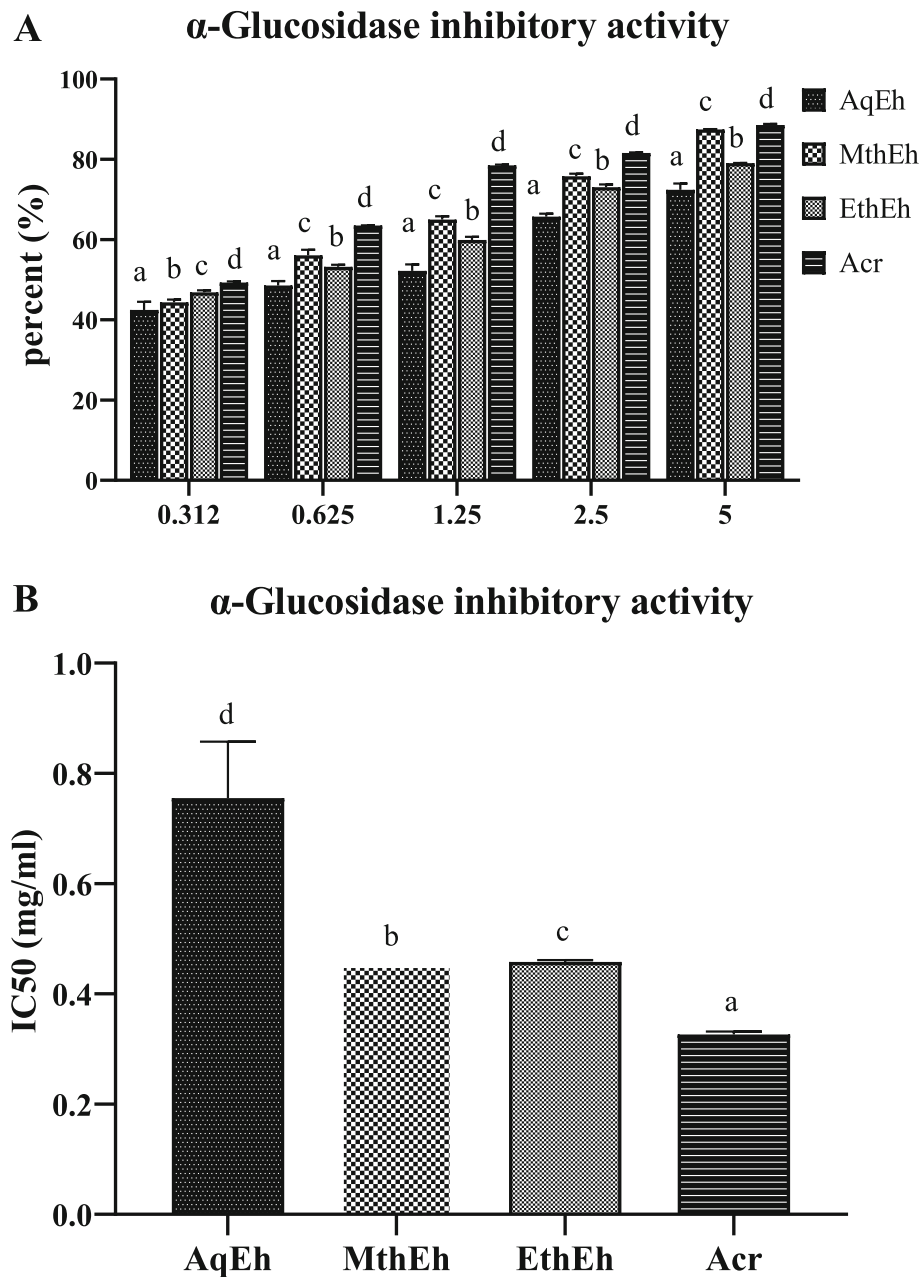 A
α-Glucosidase inhibitory activity
percent (%)
100
80
60
40
20
0
a b c d
a c b d
a c b d
a c b d
a c b d
0.312 0.625 1.25 2.5 5
AqEh
MthEh
EthEh
Acr
B
α-Glucosidase inhibitory activity
IC50 (mg/ml)
1.0
0.8
0.6
0.4
0.2
0.0
d b c a
AqEh MthEh EthEh Acr